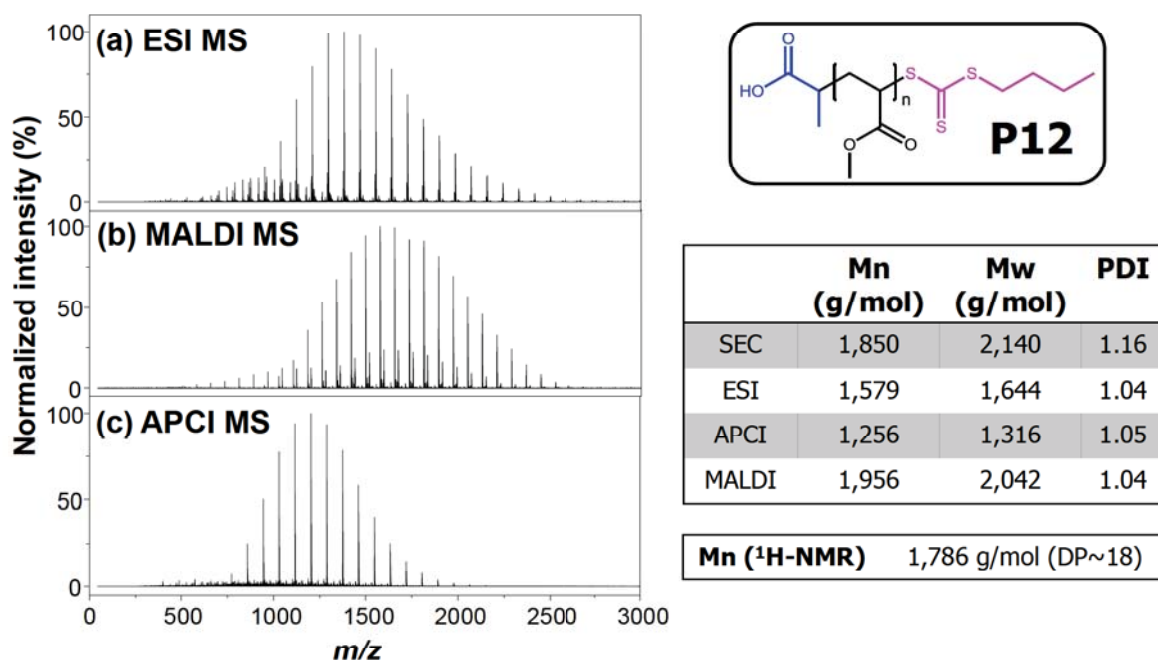 Normalized intensity (%)
(a) ESI MS
100
50
0
(b) MALDI MS
100
50
0
(c) APCI MS
100
50
0
0 500 1000 1500 2000 2500 3000
m/z
O
HO
n
S S
S
O O
P12
Mn (g/mol) Mw (g/mol) PDI
SEC 1,850 2,140 1.16
ESI 1,579 1,644 1.04
APCI 1,256 1,316 1.05
MALDI 1,956 2,042 1.04
Mn (¹H-NMR) 1,786 g/mol (DP~18)